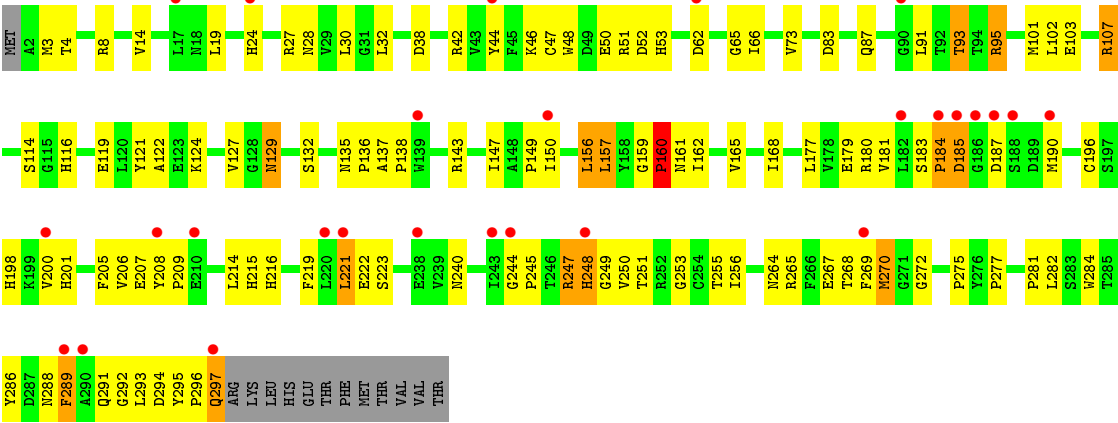 MET A2 M3 T4 R8 V14 L17 N18 L19 H24 R27 N28 V29 L30 G31 L32 D38 R42 V43 Y44 F45 K46 C47 W48 D49 E50 R51 D52 H53 D62 G65 I66 V73 D83 Q87 G90 L91 T92 T93 T94 R95 M101 L102 E103 R107
S114 G115 H116 E119 L120 Y121 A122 E123 K124 V127 G128 N129 S132 N135 P136 A137 P138 W139 R143 I147 A148 P149 I150 L156 L157 Y158 G159 P160 N161 I162 V165 I168 L177 V178 E179 R180 V181 L182 S183 P184 D185 G186 D187 S188 D189 M190 C196 S197
H198 K199 V200 H201 F205 V206 E207 Y208 P209 E210 L214 H215 H216 F219 L220 L221 E222 S223 E238 V239 N240 I243 G244 P245 T246 R247 H248 G249 V250 T251 R252 G253 C254 T255 I256 N264 R265 F266 E267 T268 F269 M270 G271 G272 P275 Y276 P277 P281 L282 S283 W284 T285
Y286 D287 N288 F289 A290 Q291 G292 L293 D294 Y295 P296 Q297 ARG LYS LEU HIS GLU THR PHE MET THR VAL VAL THR